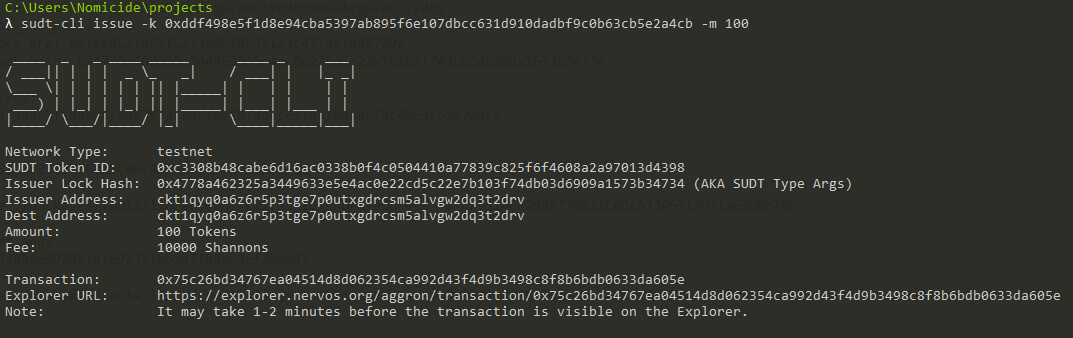 C:\Users\Nomicide\projects
λ sudt-cli issue -k 0xddf498e5f1d8e94cba5397ab895f6e107dbcc631d910dadbf9c0b63cb5e2a4cb -m 100
SUDT-CLI
Network Type: testnet
SUDT Token ID: 0xc3308b48cabe6d16ac0338b0f4c0504410a77839c825f6f4608a2a97013d4398
Issuer Lock Hash: 0x4778a462325a3449633e5e4ac0e22cd5c22e7b103f74db03d6909a1573b34734 (AKA SUDT Type Args)
Issuer Address: ckt1qyq0a6z6r5p3tge7p0utxgdrcsm5alvgw2dq3t2drv
Dest Address: ckt1qyq0a6z6r5p3tge7p0utxgdrcsm5alvgw2dq3t2drv
Amount: 100 Tokens
Fee: 10000 Shannons
Transaction: 0x75c26bd34767ea04514d8d062354ca992d43f4d9b3498c8f8b6bdb0633da605e
Explorer URL: https://explorer.nervos.org/aggron/transaction/0x75c26bd34767ea04514d8d062354ca992d43f4d9b3498c8f8b6bdb0633da605e
Note: It may take 1-2 minutes before the transaction is visible on the Explorer.